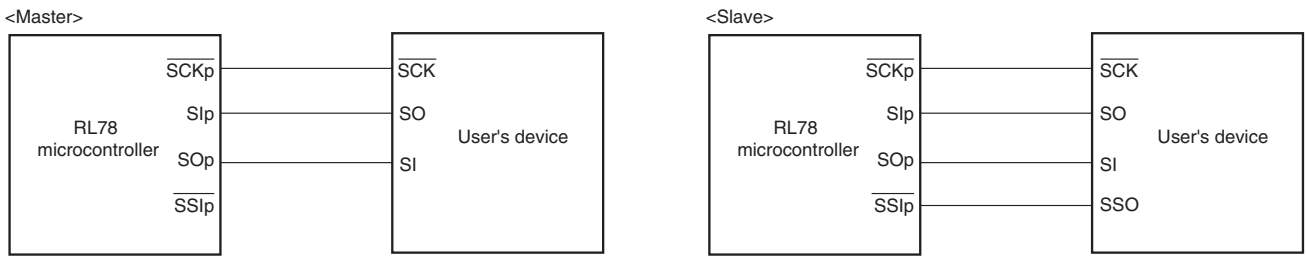 <Master>
SCKp
SIp
SOp
SSIp
RL78
microcontroller
SCK
SO
SI
User's device
<Slave>
SCKp
SIp
SOp
SSIp
RL78
microcontroller
SCK
SO
SI
SSO
User's device